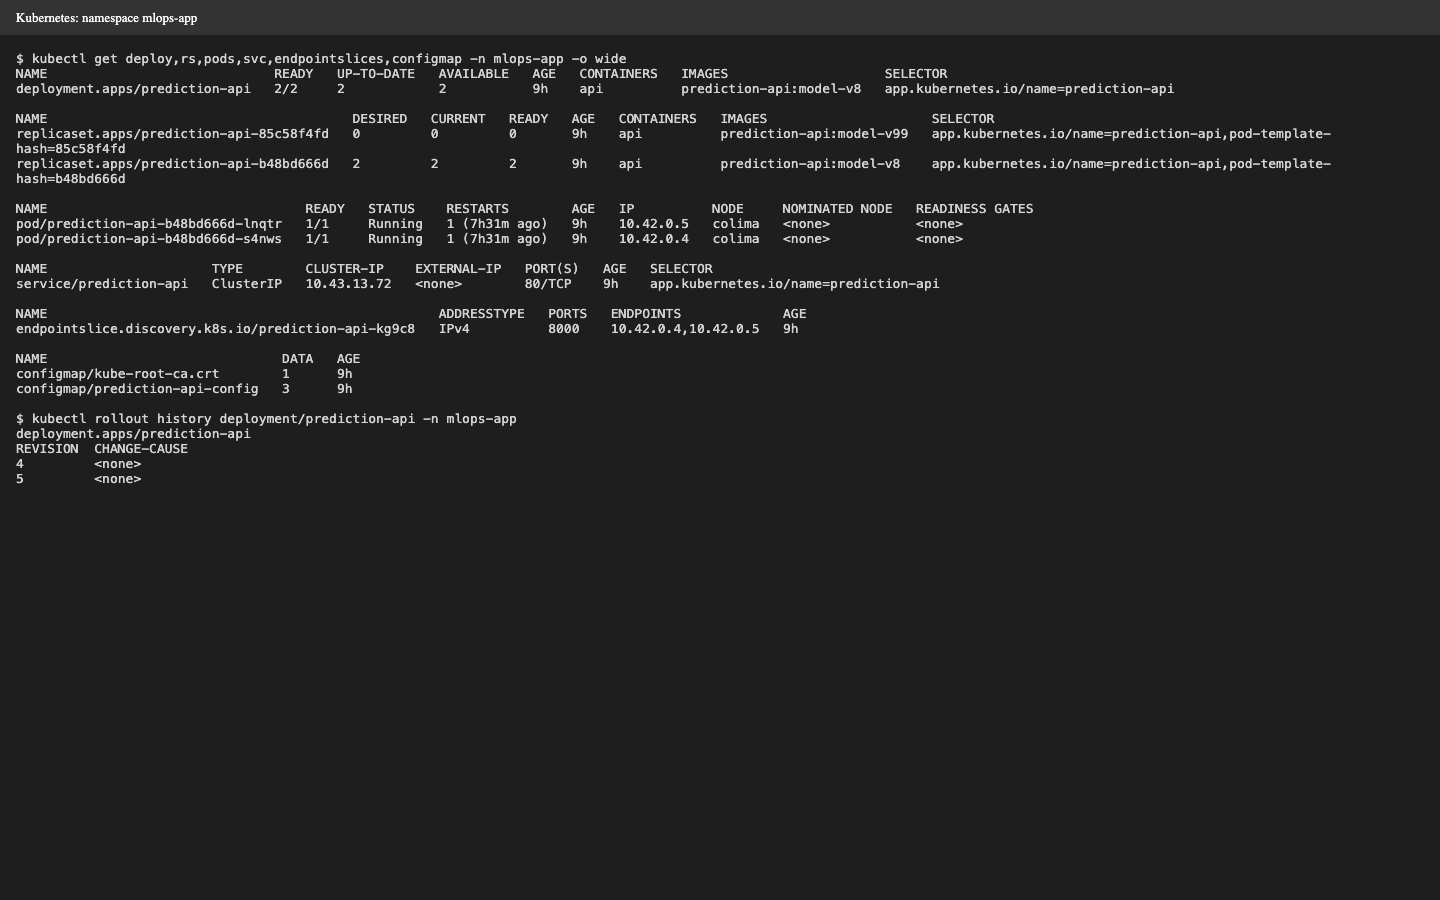 Kubernetes: namespace mlops-app
$ kubectl get deploy,rs,pods,svc,endpointslices,configmap -n mlops-app -o wide
NAME                             READY   UP-TO-DATE   AVAILABLE   AGE   CONTAINERS   IMAGES                    SELECTOR
deployment.apps/prediction-api   2/2     2            2           9h    api          prediction-api:model-v8   app.kubernetes.io/name=prediction-api
NAME                                       DESIRED   CURRENT   READY   AGE   CONTAINERS   IMAGES                     SELECTOR
replicaset.apps/prediction-api-85c58f4fd   0         0         0       9h    api          prediction-api:model-v99   app.kubernetes.io/name=prediction-api,pod-template-
hash=85c58f4fd
replicaset.apps/prediction-api-b48bd666d   2         2         2       9h    api          prediction-api:model-v8    app.kubernetes.io/name=prediction-api,pod-template-
hash=b48bd666d
NAME                                 READY   STATUS    RESTARTS        AGE   IP          NODE     NOMINATED NODE   READINESS GATES
pod/prediction-api-b48bd666d-lnqtr   1/1     Running   1 (7h31m ago)   9h    10.42.0.5   colima   <none>           <none>
pod/prediction-api-b48bd666d-s4nws   1/1     Running   1 (7h31m ago)   9h    10.42.0.4   colima   <none>           <none>
NAME                     TYPE        CLUSTER-IP    EXTERNAL-IP   PORT(S)   AGE   SELECTOR
service/prediction-api   ClusterIP   10.43.13.72   <none>        80/TCP    9h    app.kubernetes.io/name=prediction-api
NAME                                                  ADDRESSTYPE   PORTS   ENDPOINTS             AGE
endpointslice.discovery.k8s.io/prediction-api-kg9c8   IPv4          8000    10.42.0.4,10.42.0.5   9h
NAME                              DATA   AGE
configmap/kube-root-ca.crt        1      9h
configmap/prediction-api-config   3      9h
$ kubectl rollout history deployment/prediction-api -n mlops-app
deployment.apps/prediction-api
REVISION  CHANGE-CAUSE
4         <none>
5         <none>